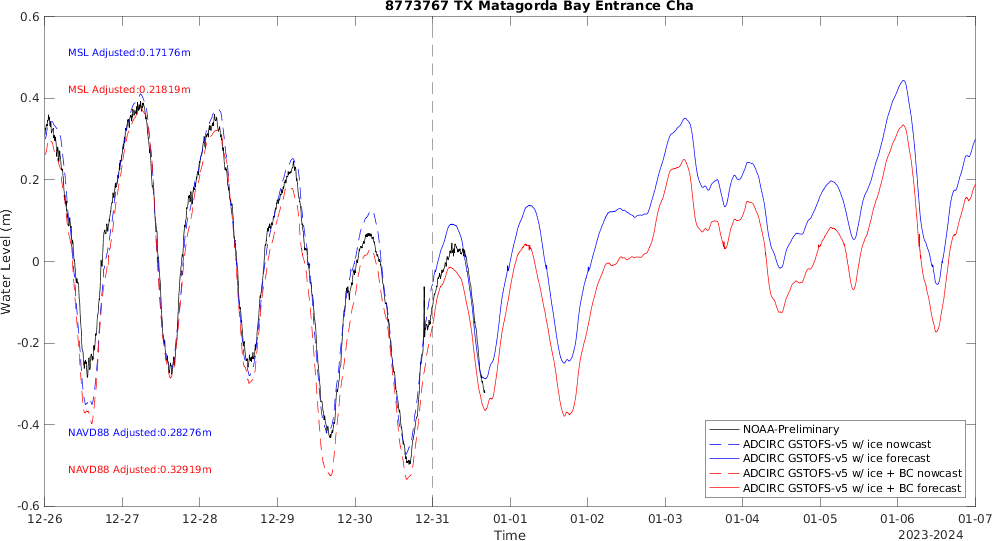 8773767 TX Matagorda Bay Entrance Cha
0.6
0.4
0.2
0
-0.2
-0.4
-0.6
Water Level (m)
MSL Adjusted:0.17176m
MSL Adjusted:0.21819m
NAVD88 Adjusted:0.28276m
NAVD88 Adjusted:0.32919m
NOAA-Preliminary
ADCIRC GSTOFS-v5 w/ ice nowcast
ADCIRC GSTOFS-v5 w/ ice forecast
ADCIRC GSTOFS-v5 w/ ice + BC nowcast
ADCIRC GSTOFS-v5 w/ ice + BC forecast
12-26 12-27 12-28 12-29 12-30 12-31 01-01 01-02 01-03 01-04 01-05 01-06 01-07
Time
2023-2024